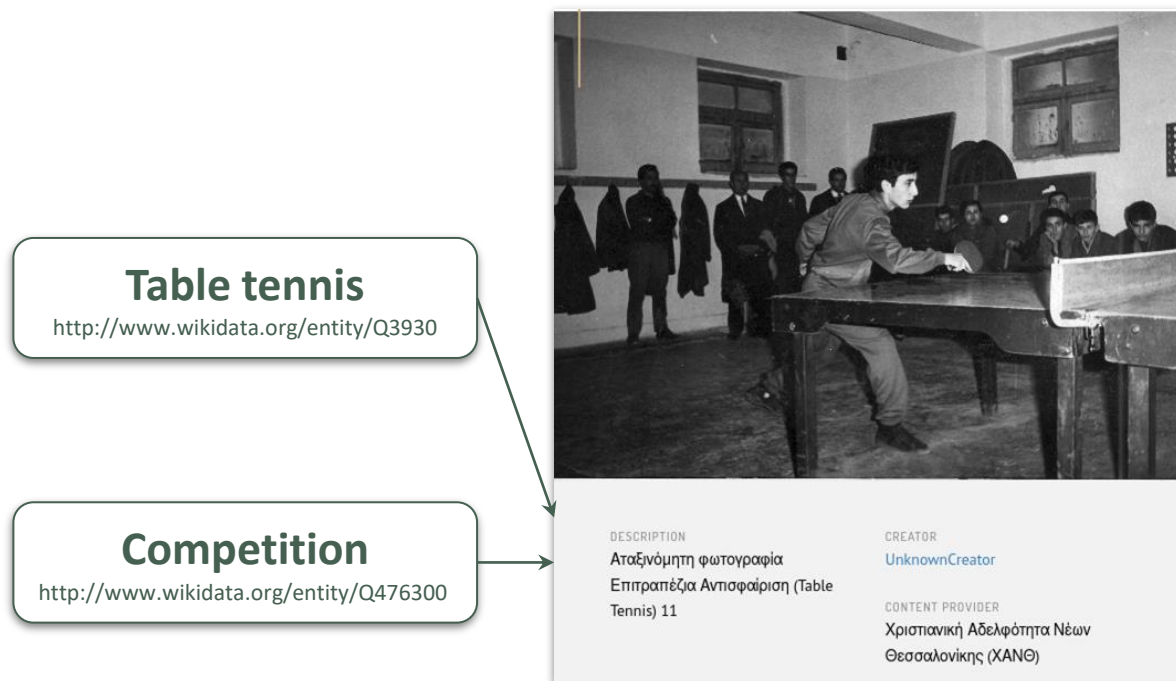 Table tennis
http://www.wikidata.org/entity/Q3930
Competition
http://www.wikidata.org/entity/Q476300
DESCRIPTION
Αταξινόμητη φωτογραφία
Επιτραπέζια Αντισφαίριση (Table
Tennis) 11
CREATOR
UnknownCreator
CONTENT PROVIDER
Χριστιανική Αδελφότητα Νέων
Θεσσαλονίκης (ΧΑΝΘ)